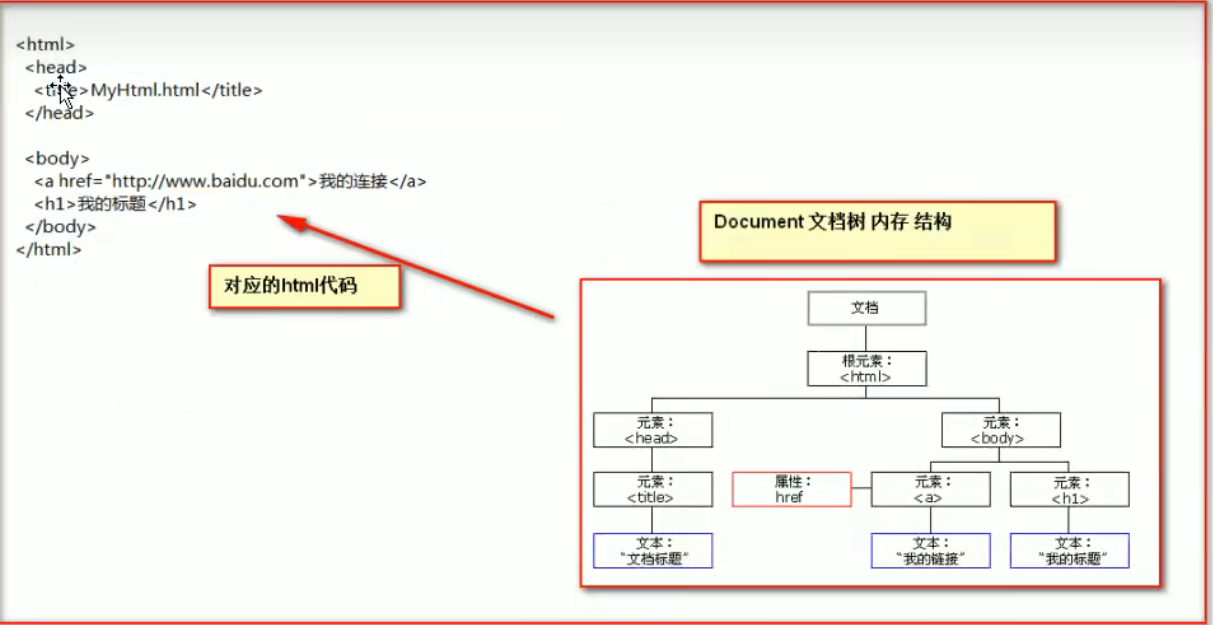 <html>
<head>
<title>MyHtml.html</title>
</head>
<body>
<a href="http://www.baidu.com">我的连接</a>
<h1>我的标题</h1>
</body>
</html>
对应的html代码
Document 文档树 内存 结构
文档
根元素：
<html>
元素：
<head>
元素：
<body>
元素：
<title>
属性：
href
元素：
<a>
元素：
<h1>
文本：
“文档标题”
文本：
“我的链接”
文本：
“我的标题”